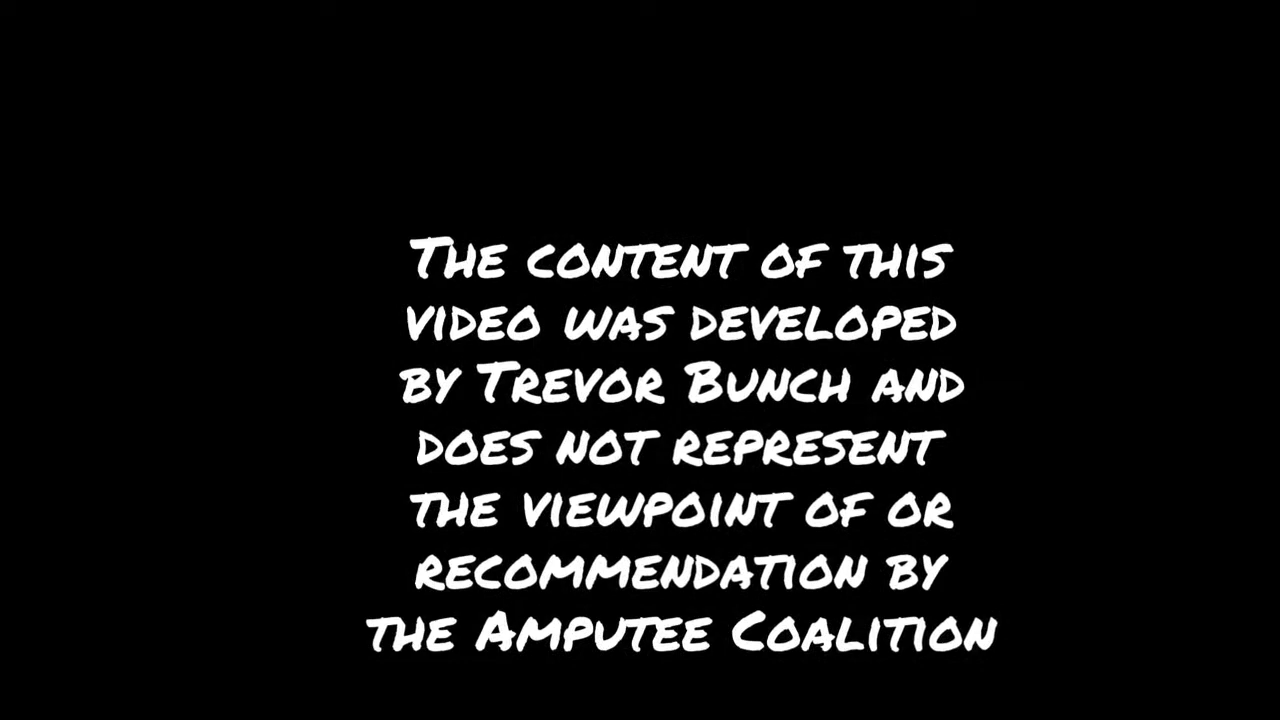 The content of this
video was developed
by Trevor Bunch and
does not represent
the viewpoint of or
recommendation by
the Amputee Coalition